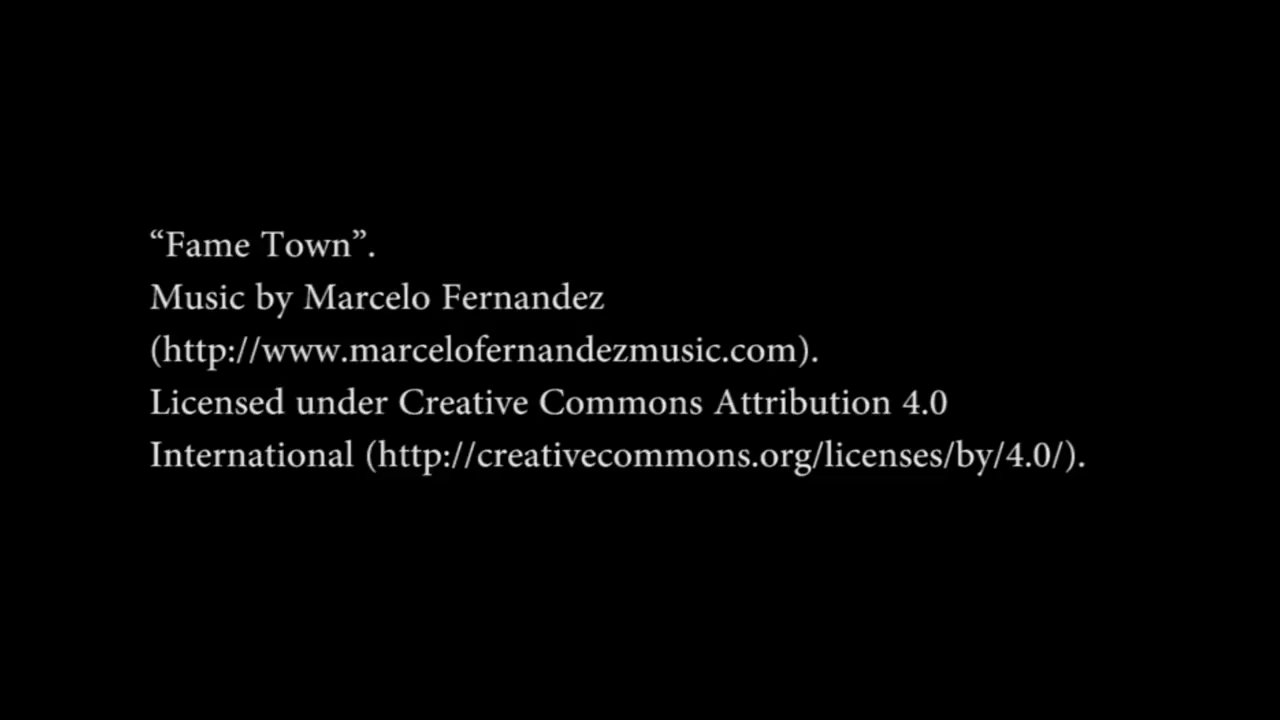 “Fame Town”.
Music by Marcelo Fernandez
(http://www.marcelofernandezmusic.com).
Licensed under Creative Commons Attribution 4.0
International (http://creativecommons.org/licenses/by/4.0/).